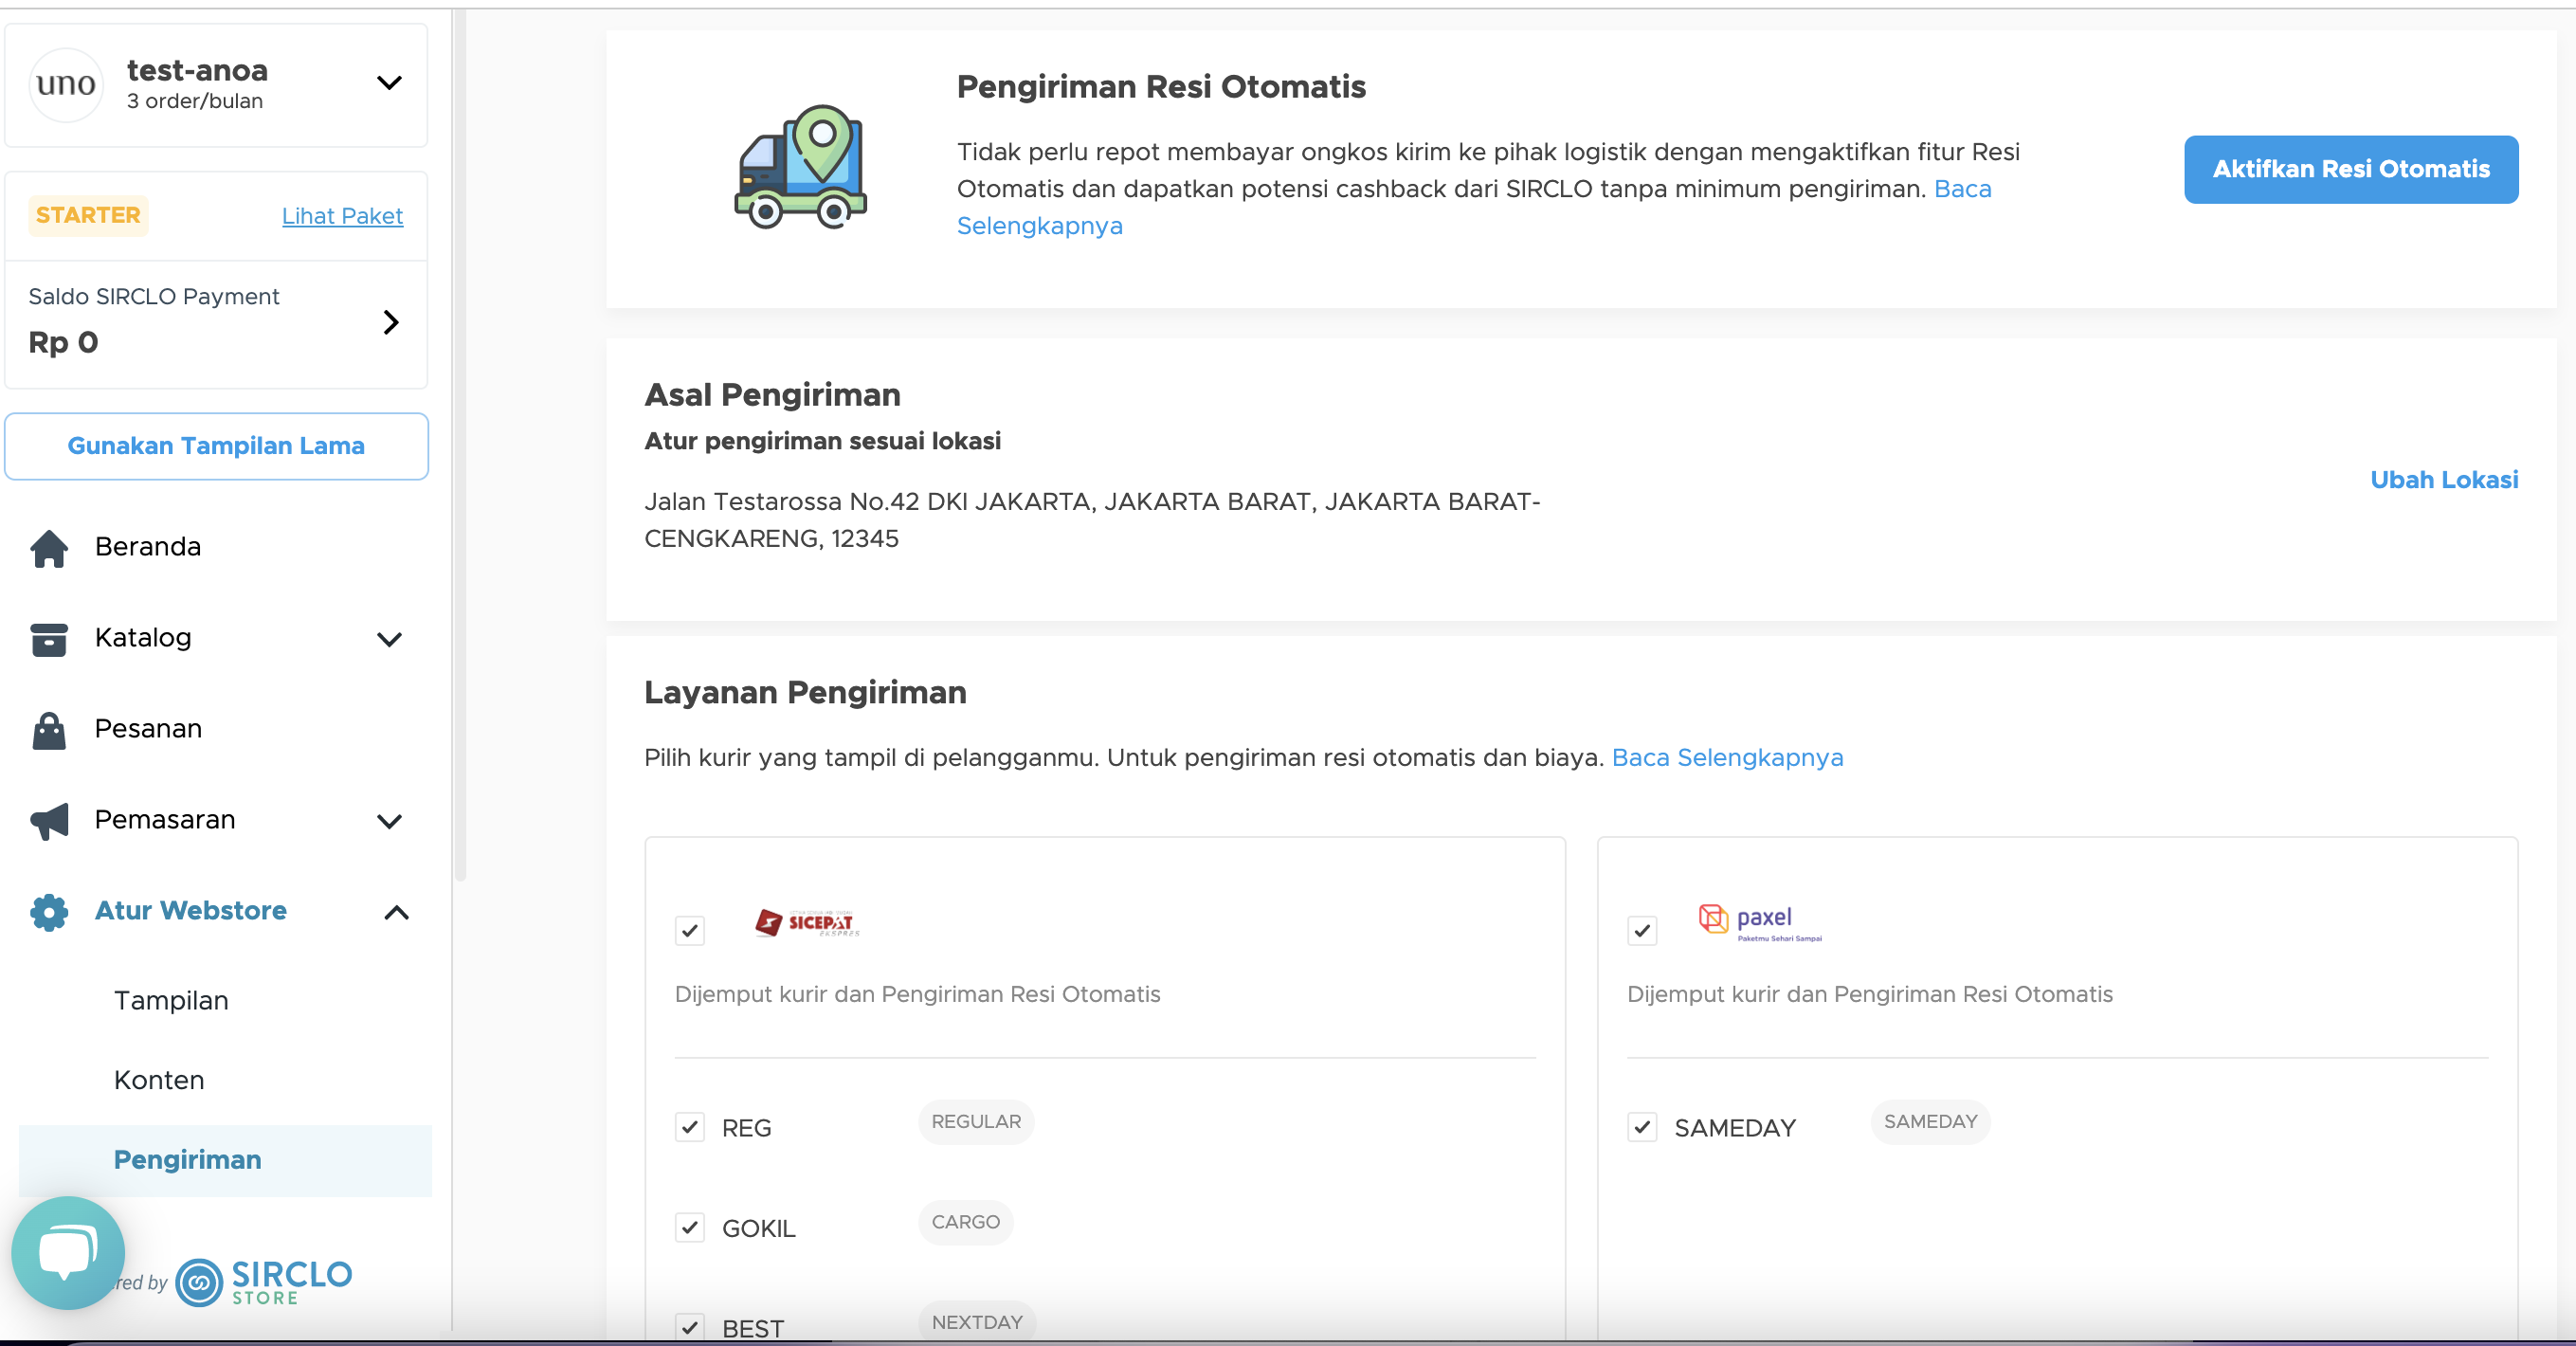 uno
test-anoa
3 order/bulan
STARTER
Lihat Paket
Saldo SIRCLO Payment
Rp 0
Gunakan Tampilan Lama
Beranda
Katalog
Pesanan
Pemasaran
Atur Webstore
Tampilan
Konten
Pengiriman
red by
SIRCLO
STORE
Pengiriman Resi Otomatis
Tidak perlu repot membayar ongkos kirim ke pihak logistik dengan mengaktifkan fitur Resi
Otomatis dan dapatkan potensi cashback dari SIRCLO tanpa minimum pengiriman. Baca
Selengkapnya
Aktifkan Resi Otomatis
Asal Pengiriman
Atur pengiriman sesuai lokasi
Jalan Testarossa No.42 DKI JAKARTA, JAKARTA BARAT, JAKARTA BARAT-
CENGKARENG, 12345
Ubah Lokasi
Layanan Pengiriman
Pilih kurir yang tampil di pelangganmu. Untuk pengiriman resi otomatis dan biaya. Baca Selengkapnya
SICEPAT
EKSPRES
Dijemput kurir dan Pengiriman Resi Otomatis
REG REGULAR
GOKIL CARGO
BEST NEXTDAY
paxel
Paketmu Sehari Sampai
Dijemput kurir dan Pengiriman Resi Otomatis
SAMEDAY SAMEDAY